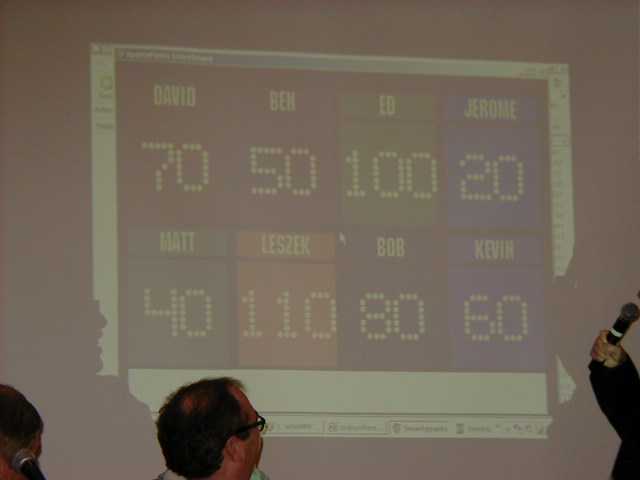 DAVID BEN ED JEROME
70 50 100 20
MATT LESZEK BOB KEVIN
40 110 80 60